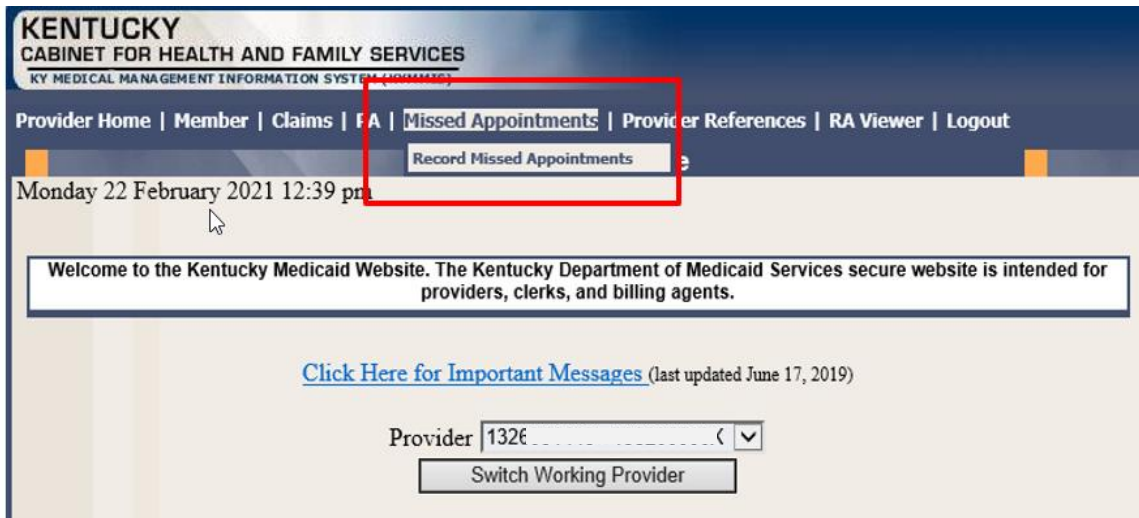 KENTUCKY
CABINET FOR HEALTH AND FAMILY SERVICES
KY MEDICAL MANAGEMENT INFORMATION SYSTEM (KYMMIS)
Provider Home | Member | Claims | PA | Missed Appointments | Provider References | RA Viewer | Logout
Record Missed Appointments e
Monday 22 February 2021 12:39 pm
Welcome to the Kentucky Medicaid Website. The Kentucky Department of Medicaid Services secure website is intended for
providers, clerks, and billing agents.
Click Here for Important Messages (last updated June 17, 2019)
Provider 1326
Switch Working Provider